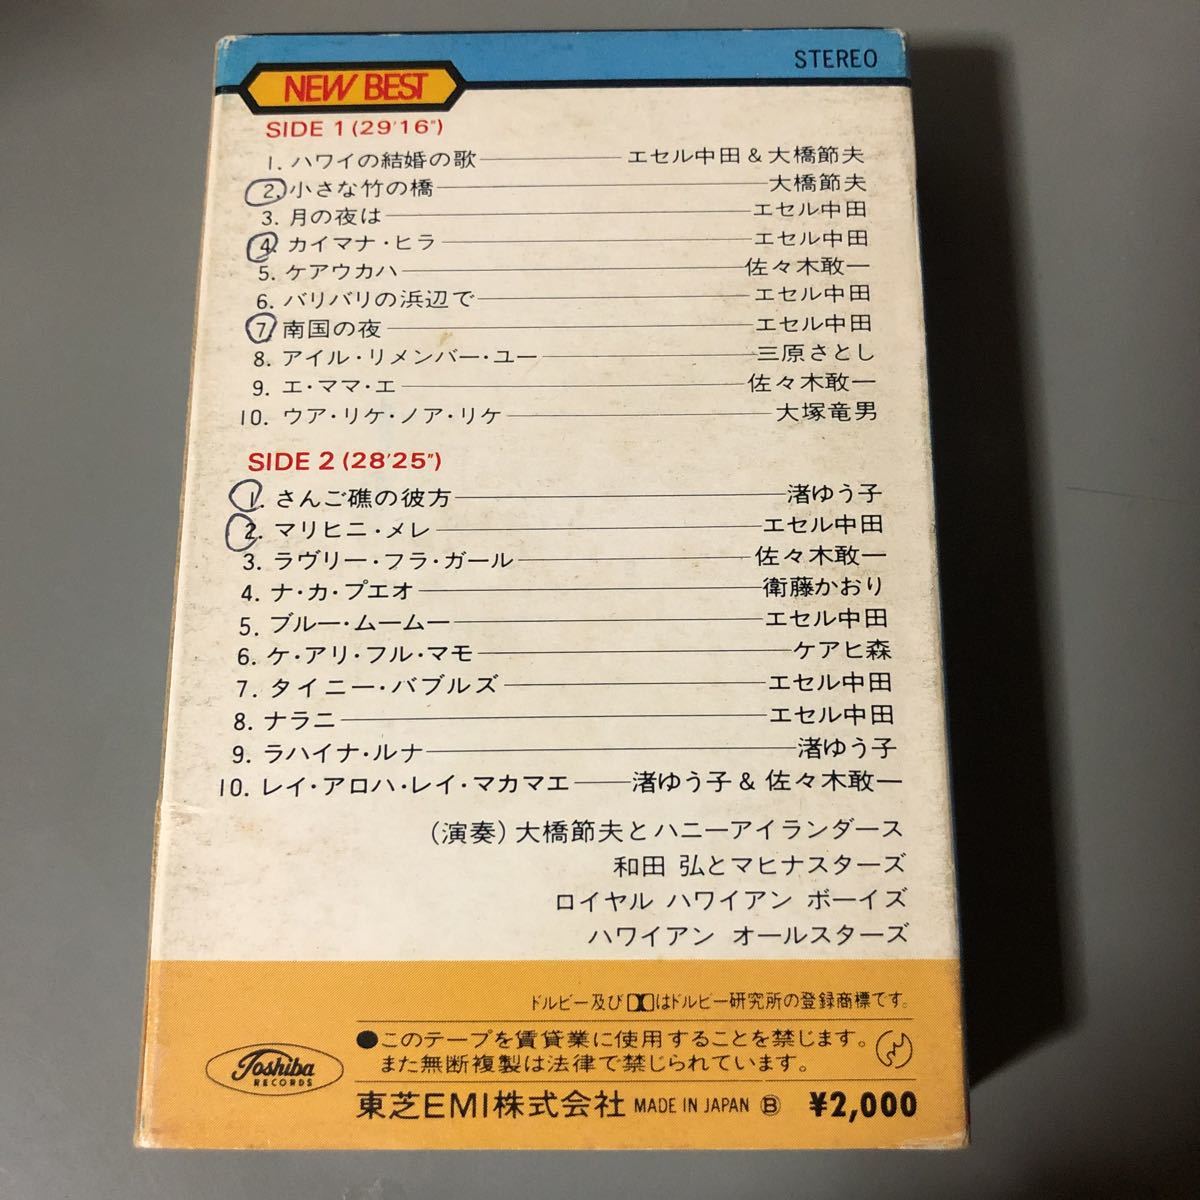 STEREO
NEW BEST
SIDE 1 (29'16")
1. ハワイの結婚の歌 エセル中田 & 大橋節夫
2. 小さな竹の橋 大橋節夫
3. 月の夜は エセル中田
4. カイマナ・ヒラ エセル中田
5. ケアウカハ 佐々木敢一
6. バリバリの浜辺で エセル中田
7. 南国の夜 エセル中田
8. アイル・リメンバー・ユー 三原さとし
9. エ・ママ・エ 佐々木敢一
10. ウア・リケ・ノア・リケ 大塚竜男
SIDE 2 (28'25")
1. さんご礁の彼方 渚ゆう子
2. マリヒニ・メレ エセル中田
3. ラヴリー・フラ・ガール 佐々木敢一
4. ナ・カ・プエオ 衛藤かおり
5. ブルー・ムームー エセル中田
6. ケ・アリ・フル・マモ ケアヒ森
7. タイニー・バブルズ エセル中田
8. ナラニ エセル中田
9. ラハイナ・ルナ 渚ゆう子
10. レイ・アロハ・レイ・マカマエ 渚ゆう子 & 佐々木敢一
(演奏) 大橋節夫とハニーアイランダース
和田 弘とマヒナスターズ
ロイヤル ハワイアン ボーイズ
ハワイアン オールスターズ
ドルビー及びはドルビー研究所の登録商標です。
●このテープを賃貸業に使用することを禁じます。
また無断複製は法律で禁じられています。
Toshiba
RECORDS
東芝EMI株式会社 MADE IN JAPAN Ⓑ ¥2,000